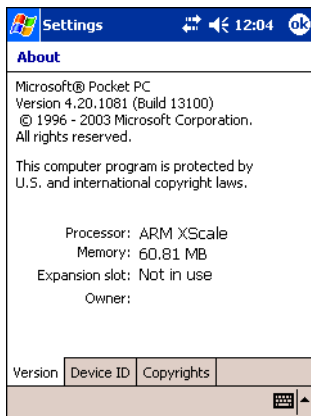 Settings 12:04 ok
About
Microsoft® Pocket PC
Version 4.20.1081 (Build 13100)
© 1996 - 2003 Microsoft Corporation.
All rights reserved.
This computer program is protected by
U.S. and international copyright laws.
Processor: ARM XScale
Memory: 60.81 MB
Expansion slot: Not in use
Owner:
Version Device ID Copyrights